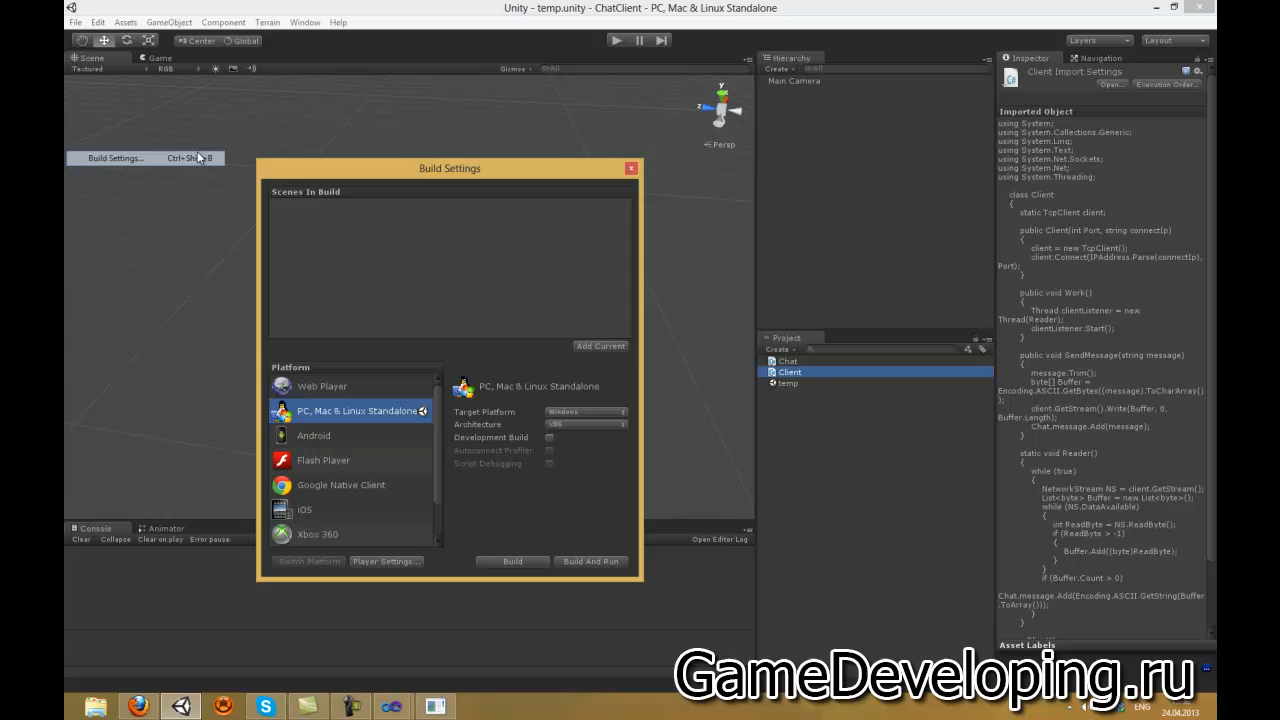 Unity - temp.unity - ChatClient - PC, Mac & Linux Standalone
File Edit Assets GameObject Component Terrain Window Help
Center Global
Layers
Layout
Scene
Game
Textured
RGB
Gizmos
All
y
z
Persp
Build Settings...
Build Settings
Scenes In Build
Add Current
Platform
Web Player
PC, Mac & Linux Standalone
Android
Flash Player
Google Native Client
iOS
Xbox 360
PC, Mac & Linux Standalone
Target Platform Windows
Architecture x86
Development Build
Autoconnect Profiler
Script Debugging
Switch Platform Player Settings... Build Build And Run
Console
Animator
Clear Collapse Clear on play Error pause Open Editor Log
Hierarchy
Create All
Main Camera
Project
Create
Chat
Client
temp
Inspector
Navigation
Client Import Settings
Open... Execution Order...
Imported Object
using System;
using System.Collections.Generic;
using System.Linq;
using System.Text;
using System.Net.Sockets;
using System.Net;
using System.Threading;
class Client
{
static TcpClient client;
public Client(int Port, string connectIp)
{
client = new TcpClient();
client.Connect(IPAddress.Parse(connectIp),
Port);
}
public void Work()
{
Thread clientListener = new
Thread(Reader);
clientListener.Start();
}
public void SendMessage(string message)
{
message.Trim();
byte[] Buffer =
Encoding.ASCII.GetBytes((message).ToCharArray()
);
client.GetStream().Write(Buffer, 0,
Buffer.Length);
Chat.message.Add(message);
}
static void Reader()
{
while (true)
{
NetworkStream NS = client.GetStream();
List<byte> Buffer = new List<byte>();
while (NS.DataAvailable)
{
int ReadByte = NS.ReadByte();
if (ReadByte > -1)
{
Buffer.Add((byte)ReadByte);
}
}
if (Buffer.Count > 0)
Chat.message.Add(Encoding.ASCII.GetString(Buffer
.ToArray()));
}
}
Asset Labels
GameDeveloping.ru
ENG
24.04.2013